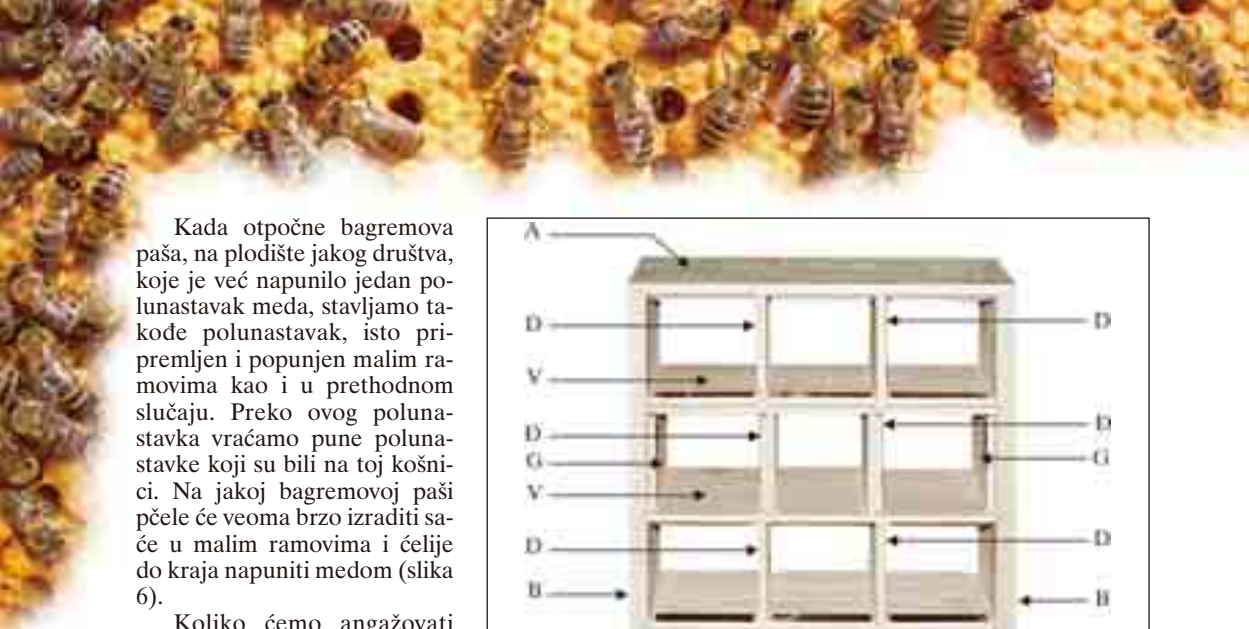 Kada otpočne bagremova
paša, na plodište jakog društva,
koje je već napunilo jedan po-
lunastavak meda, stavljamo ta-
kođe polunastavak, isto pri-
premljen i popunjen malim ra-
movima kao i u prethodnom
slučaju. Preko ovog poluna-
stavka vraćamo pune poluna-
stavke koji su bili na toj košni-
ci. Na jakoj bagremovoj paši
pčele će veoma brzo izraditi sa-
će u malim ramovima i ćelije
do kraja napuniti medom (slika
6).
Koliko ćemo angažovati
A
D D
V
D D
G G
V
D D
B B